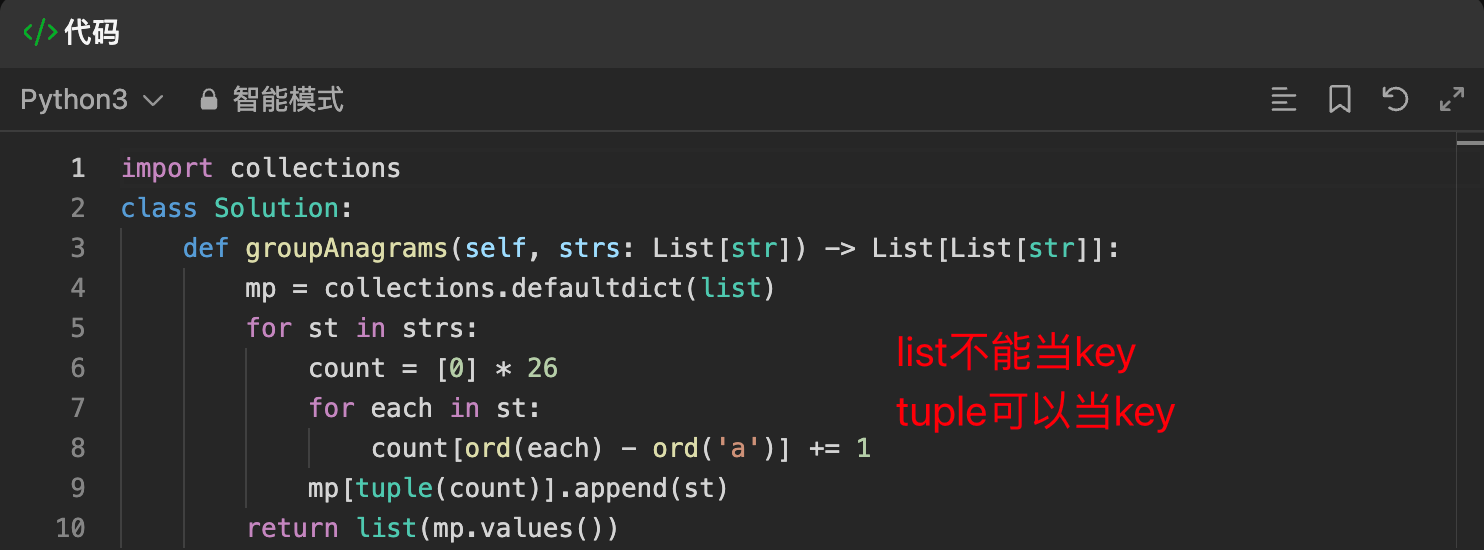 </> 代码
Python3 智能模式
1 import collections
2 class Solution:
3     def groupAnagrams(self, strs: List[str]) -> List[List[str]]:
4         mp = collections.defaultdict(list)
5         for st in strs:
list不能当key
6             count = [0] * 26
7             for each in st:
tuple可以当key
8                 count[ord(each) - ord('a')] += 1
9             mp[tuple(count)].append(st)
10         return list(mp.values())